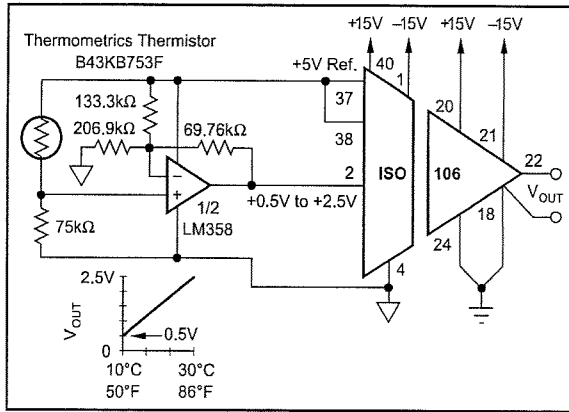 +15V
–15V
+15V
–15V
Thermometrics Thermistor
B43KB753F
+5V Ref.
40
1
133.3kΩ
37
20
206.9kΩ
69.76kΩ
38
21
–
+
2
ISO
106
22
1/2
LM358
+0.5V to +2.5V
VOUT
75kΩ
18
24
4
2.5V
VOUT
0.5V
0
10°C
30°C
50°F
86°F